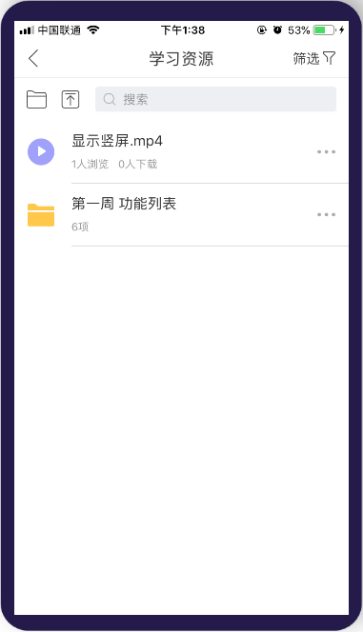 中国联通 下午1:38 53%
学习资源 筛选
搜索
显示竖屏.mp4
1人浏览 0人下载
第一周 功能列表
6项